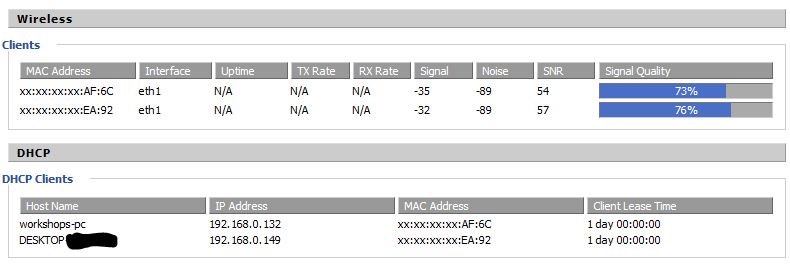 Wireless
Clients
MAC Address Interface Uptime TX Rate RX Rate Signal Noise SNR Signal Quality
xx:xx:xx:xx:AF:6C eth1 N/A N/A N/A -35 -89 54 73%
xx:xx:xx:xx:EA:92 eth1 N/A N/A N/A -32 -89 57 76%
DHCP
DHCP Clients
Host Name IP Address MAC Address Client Lease Time
workshops-pc 192.168.0.132 xx:xx:xx:xx:AF:6C 1 day 00:00:00
DESKTOP 192.168.0.149 xx:xx:xx:xx:EA:92 1 day 00:00:00